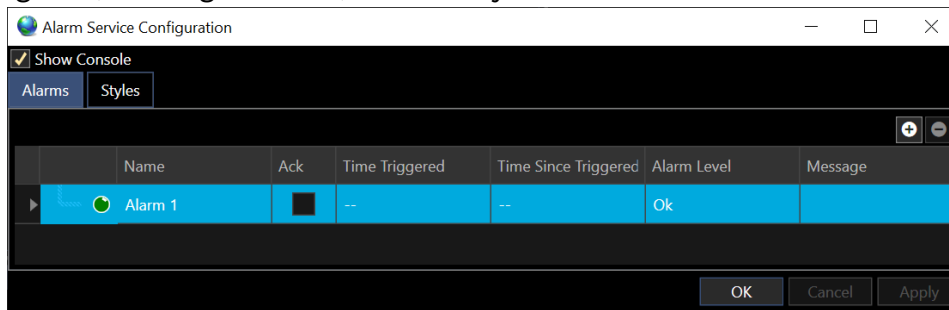 Alarm Service Configuration
Show Console
Alarms Styles
Name Ack Time Triggered Time Since Triggered Alarm Level Message
Alarm 1 -- -- Ok
OK Cancel Apply